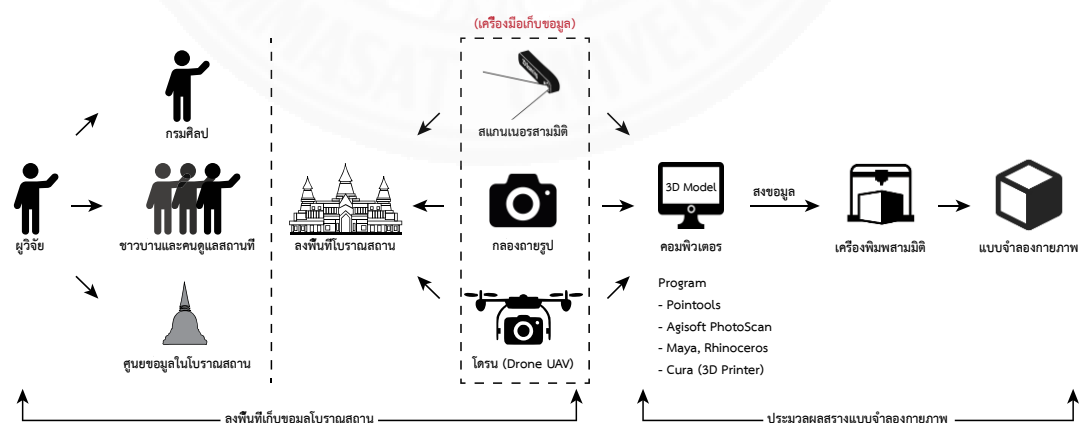 (เครื่องมือเก็บขอมูล)
กรมศิลป
สแกนเนอรสามมิติ
3D Model
สงขอมูล
ผูวิจัย
ชาวบานและคนดูแลสถานที
ลงพื้นที่โบราณสถาน
กลองถายรูป
คอมพิวเตอร
เครื่องพิมพสามมิติ
แบบจำลองกายภาพ
Program
- Pointools
- Agisoft PhotoScan
- Maya, Rhinoceros
- Cura (3D Printer)
ศูนยขอมูลในโบราณสถาน
โดรน (Drone UAV)
ลงพื้นที่เก็บขอมูลโบราณสถาน
ประมวลผลสรางแบบจำลองกายภาพ